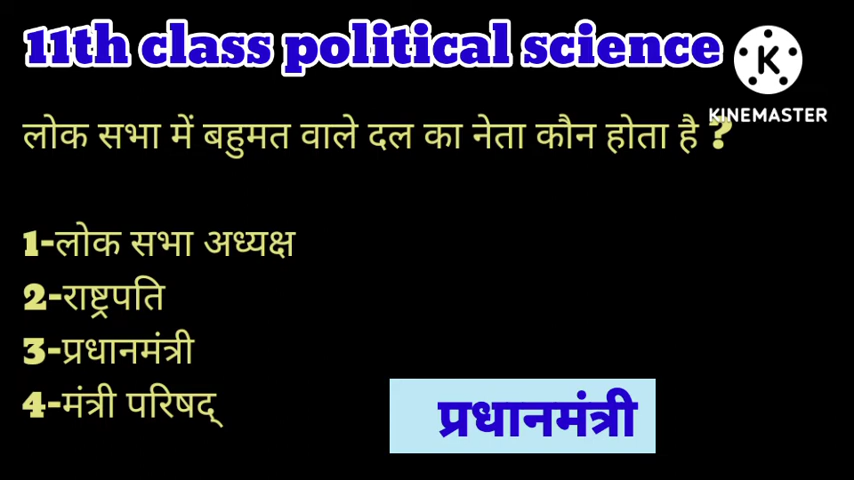 11th class political science
K
KINEMASTER
लोक सभा में बहुमत वाले दल का नेता कौन होता है ?
1-लोक सभा अध्यक्ष
2-राष्ट्रपति
3-प्रधानमंत्री
4-मंत्री परिषद्
प्रधानमंत्री